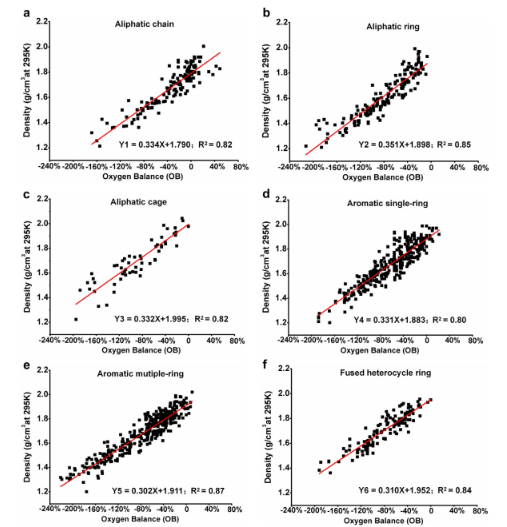 a
Aliphatic chain
2.2
2.0
1.8
1.6
1.4
1.2
Density (g/cm³at 295K)
Y1 = 0.334X+1.790; R² = 0.82
-240% -200% -160% -120% -80% -40% 0 40% 80%
Oxygen Balance (OB)
b
Aliphatic ring
2.2
2.0
1.8
1.6
1.4
1.2
Density (g/cm³at 295K)
Y2 = 0.351X+1.898; R² = 0.85
-240% -200% -160% -120% -80% -40% 0 40% 80%
Oxygen Balance (OB)
c
Aliphatic cage
2.2
2.0
1.8
1.6
1.4
1.2
Density (g/cm³at 295K)
Y3 = 0.332X+1.995; R² = 0.82
-240% -200% -160% -120% -80% -40% 0 40% 80%
Oxygen Balance (OB)
d
Aromatic single-ring
2.2
2.0
1.8
1.6
1.4
1.2
Density (g/cm³at 295K)
Y4 = 0.331X+1.883; R² = 0.80
-240% -200% -160% -120% -80% -40% 0 40% 80%
Oxygen Balance (OB)
e
Aromatic mutiple-ring
2.2
2.0
1.8
1.6
1.4
1.2
Density (g/cm³at 295K)
Y5 = 0.302X+1.911; R² = 0.87
-240% -200% -160% -120% -80% -40% 0 40% 80%
Oxygen Balance (OB)
f
Fused heterocycle ring
2.2
2.0
1.8
1.6
1.4
1.2
Density (g/cm³at 295K)
Y6 = 0.310X+1.952; R² = 0.84
-240% -200% -160% -120% -80% -40% 0 40% 80%
Oxygen Balance (OB)